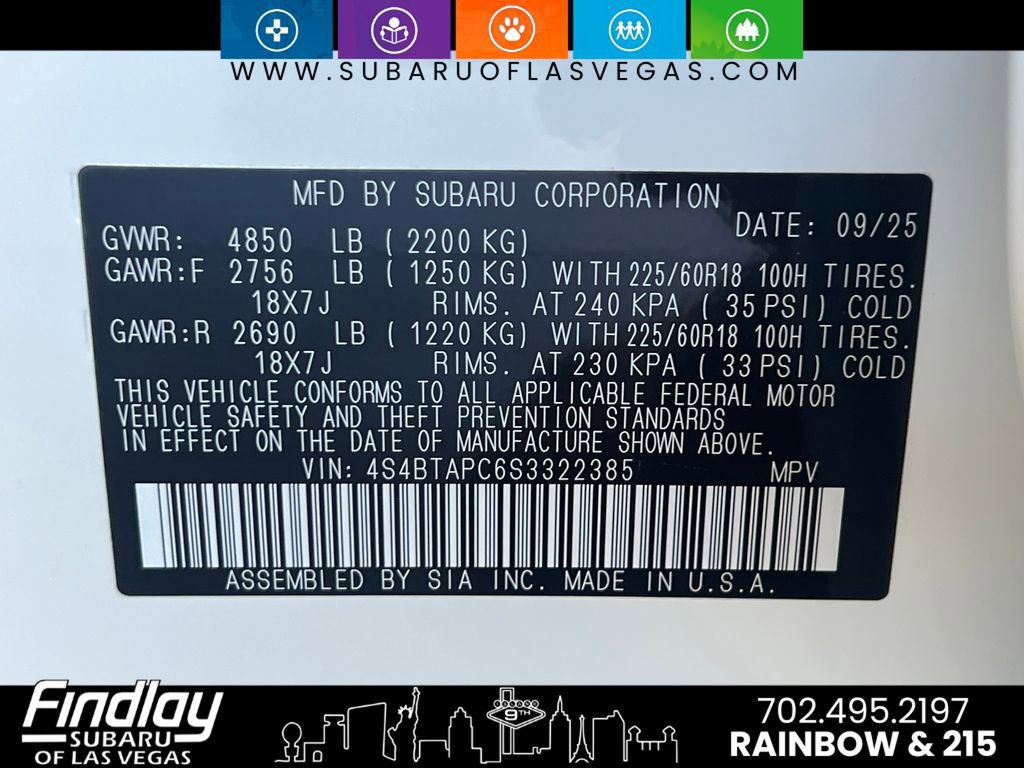 WWW.SUBARUOFLASVEGAS.COM
MFD BY SUBARU CORPORATION
DATE: 09/25
GVWR: 4850 LB ( 2200 KG)
GAWR:F 2756 LB ( 1250 KG) WITH 225/60R18 100H TIRES.
18X7J RIMS. AT 240 KPA ( 35 PSI) COLD
GAWR:R 2690 LB ( 1220 KG) WITH 225/60R18 100H TIRES.
18X7J RIMS. AT 230 KPA ( 33 PSI) COLD
THIS VEHICLE CONFORMS TO ALL APPLICABLE FEDERAL MOTOR
VEHICLE SAFETY AND THEFT PREVENTION STANDARDS
IN EFFECT ON THE DATE OF MANUFACTURE SHOWN ABOVE.
VIN: 4S4BTAPC6S3322385 MPV
ASSEMBLED BY SIA INC. MADE IN U.S.A.
Findlay
SUBARU
OF LAS VEGAS
9TH
702.495.2197
RAINBOW & 215